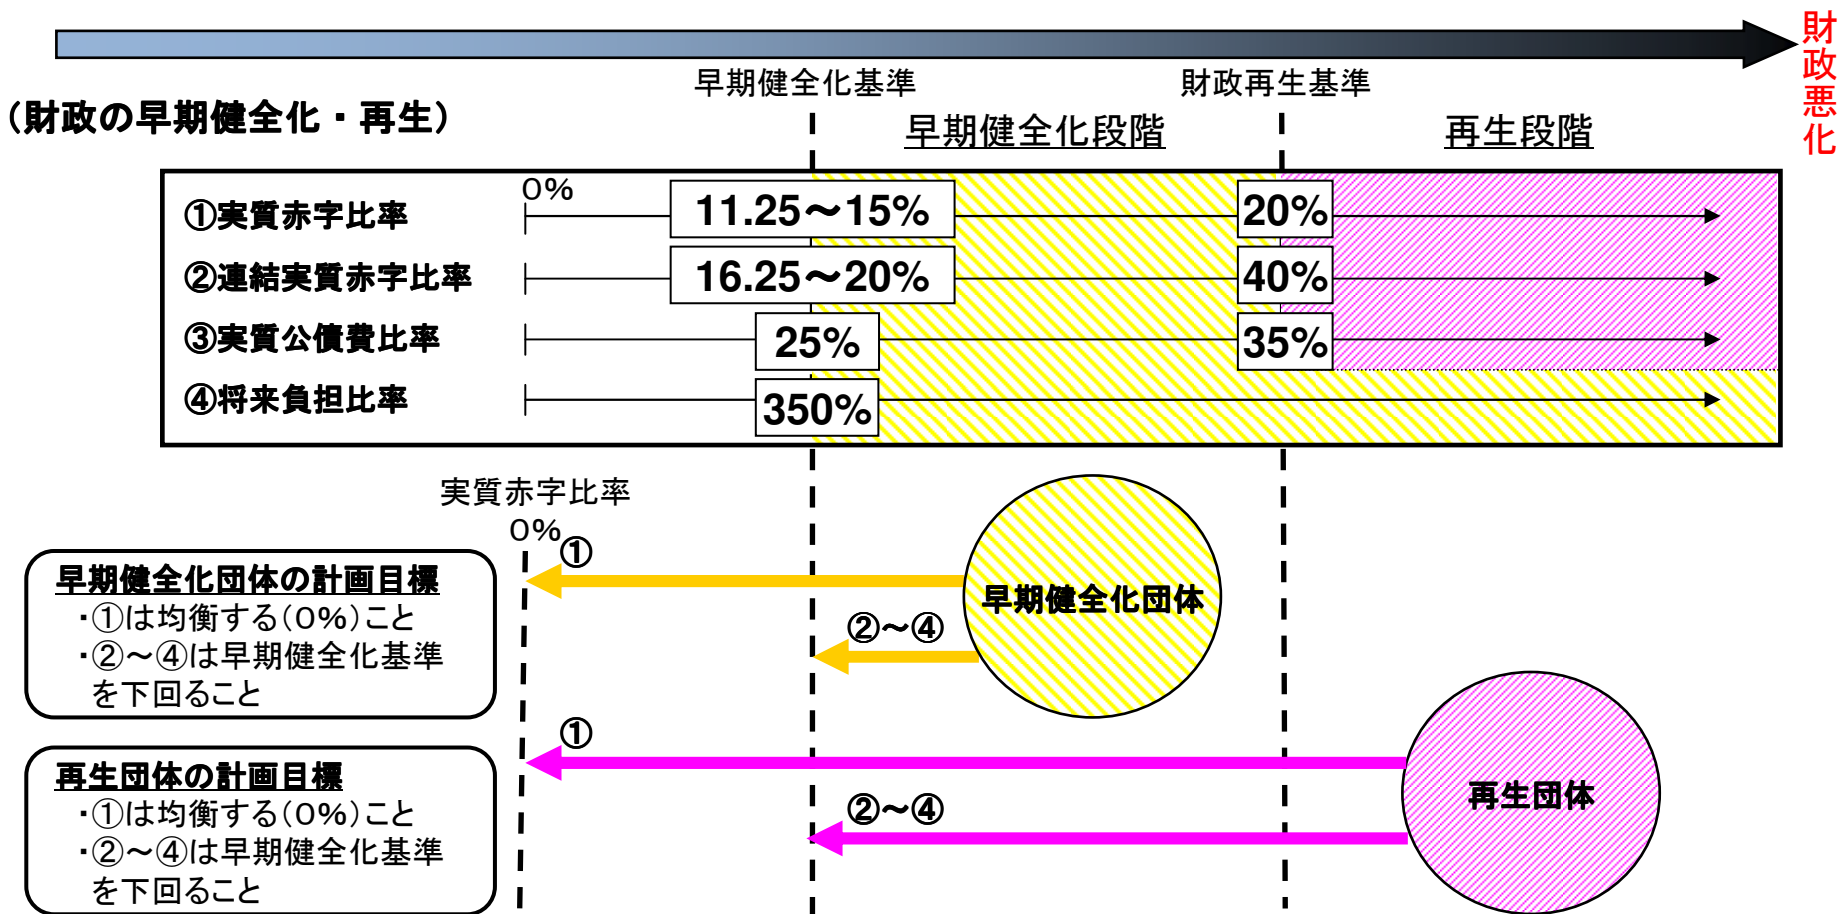 財政悪化
早期健全化基準
財政再生基準
（財政の早期健全化・再生）
早期健全化段階
再生段階
①実質赤字比率
0%
11.25～15%
20%
②連結実質赤字比率
16.25～20%
40%
③実質公債費比率
25%
35%
④将来負担比率
350%
実質赤字比率
0%
早期健全化団体の計画目標
・①は均衡する（0%）こと
・②～④は早期健全化基準
を下回ること
①
②～④
早期健全化団体
再生団体の計画目標
・①は均衡する（0%）こと
・②～④は早期健全化基準
を下回ること
①
②～④
再生団体